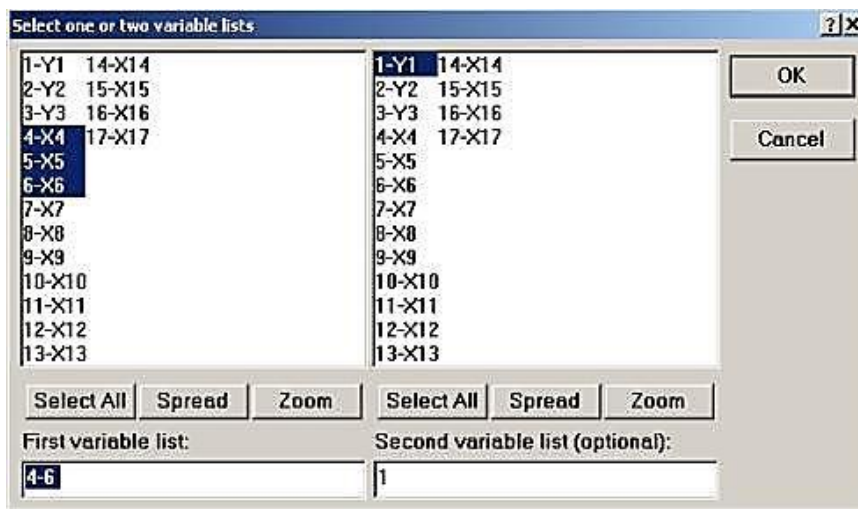 Select one or two variable lists
1-Y1 14-X14
2-Y2 15-X15
3-Y3 16-X16
4-X4 17-X17
5-X5
6-X6
7-X7
8-X8
9-X9
10-X10
11-X11
12-X12
13-X13
1-Y1 14-X14
2-Y2 15-X15
3-Y3 16-X16
4-X4 17-X17
5-X5
6-X6
7-X7
8-X8
9-X9
10-X10
11-X11
12-X12
13-X13
OK
Cancel
Select All Spread Zoom
Select All Spread Zoom
First variable list:
4-6
Second variable list (optional):
1